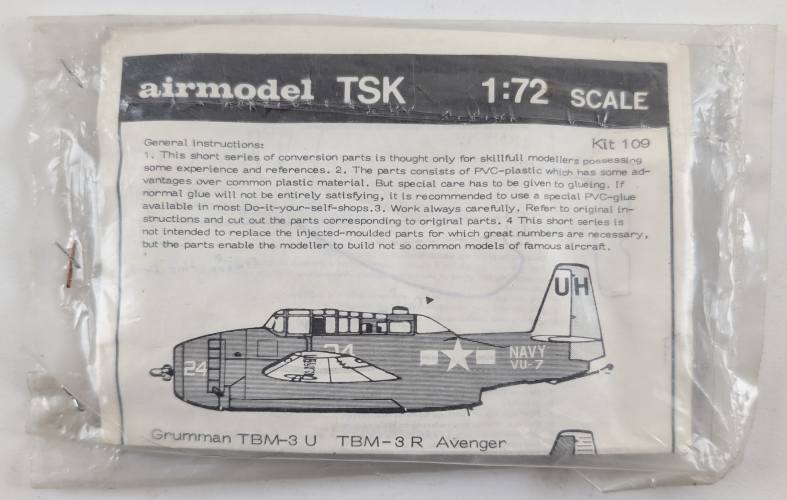 airmodel TSK 1:72 SCALE
Kit 109
General Instructions:
1. This short series of conversion parts is thought only for skillfull modellers possessing
some experience and references. 2. The parts consists of PVC-plastic which has some ad-
vantages over common plastic material. But special care has to be given to glueing. If
normal glue will not be entirely satisfying, it is recommended to use a special PVC-glue
available in most Do-it-your-self-shops.3. Work always carefully. Refer to original in-
structions and cut out the parts corresponding to original parts. 4 This short series is
not intended to replace the injected-moulded parts for which great numbers are necessary,
but the parts enable the modeller to build not so common models of famous aircraft.
UH
24
24
NAVY
VU-7
Grumman TBM-3 U TBM-3 R Avenger